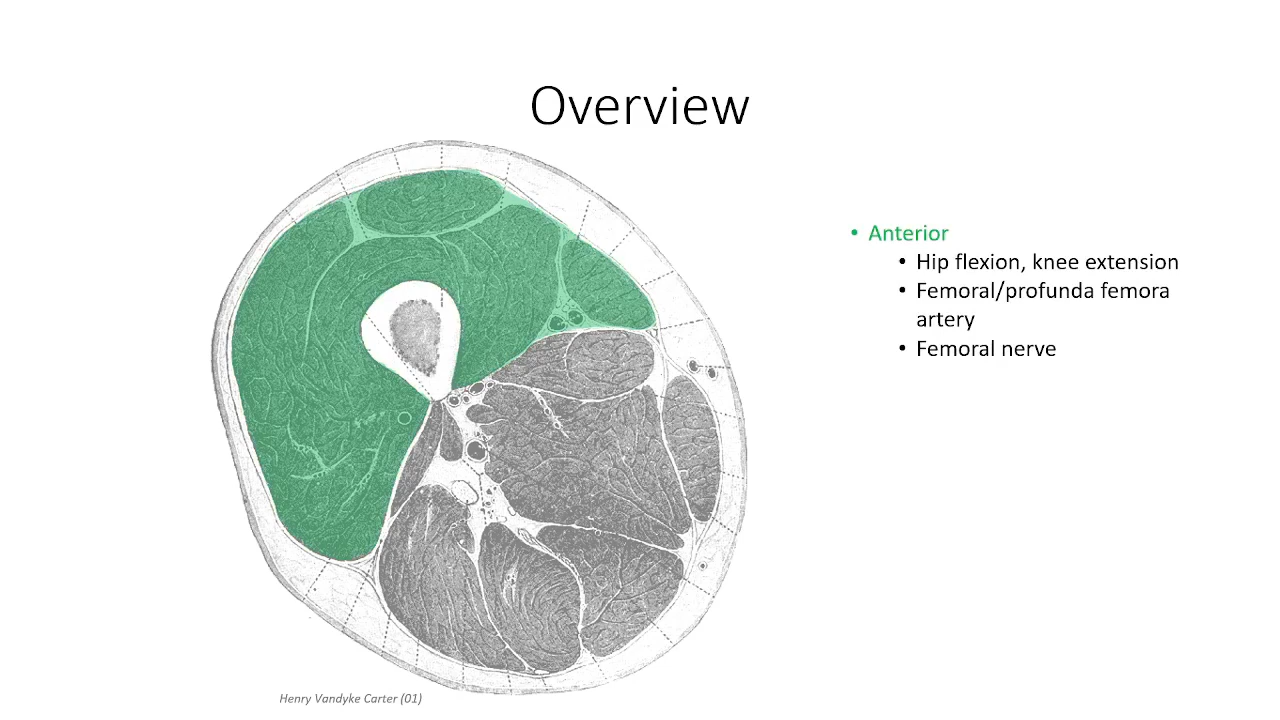 Overview
• Anterior
• Hip flexion, knee extension
• Femoral/profunda femora
artery
• Femoral nerve
Henry Vandyke Carter (01)